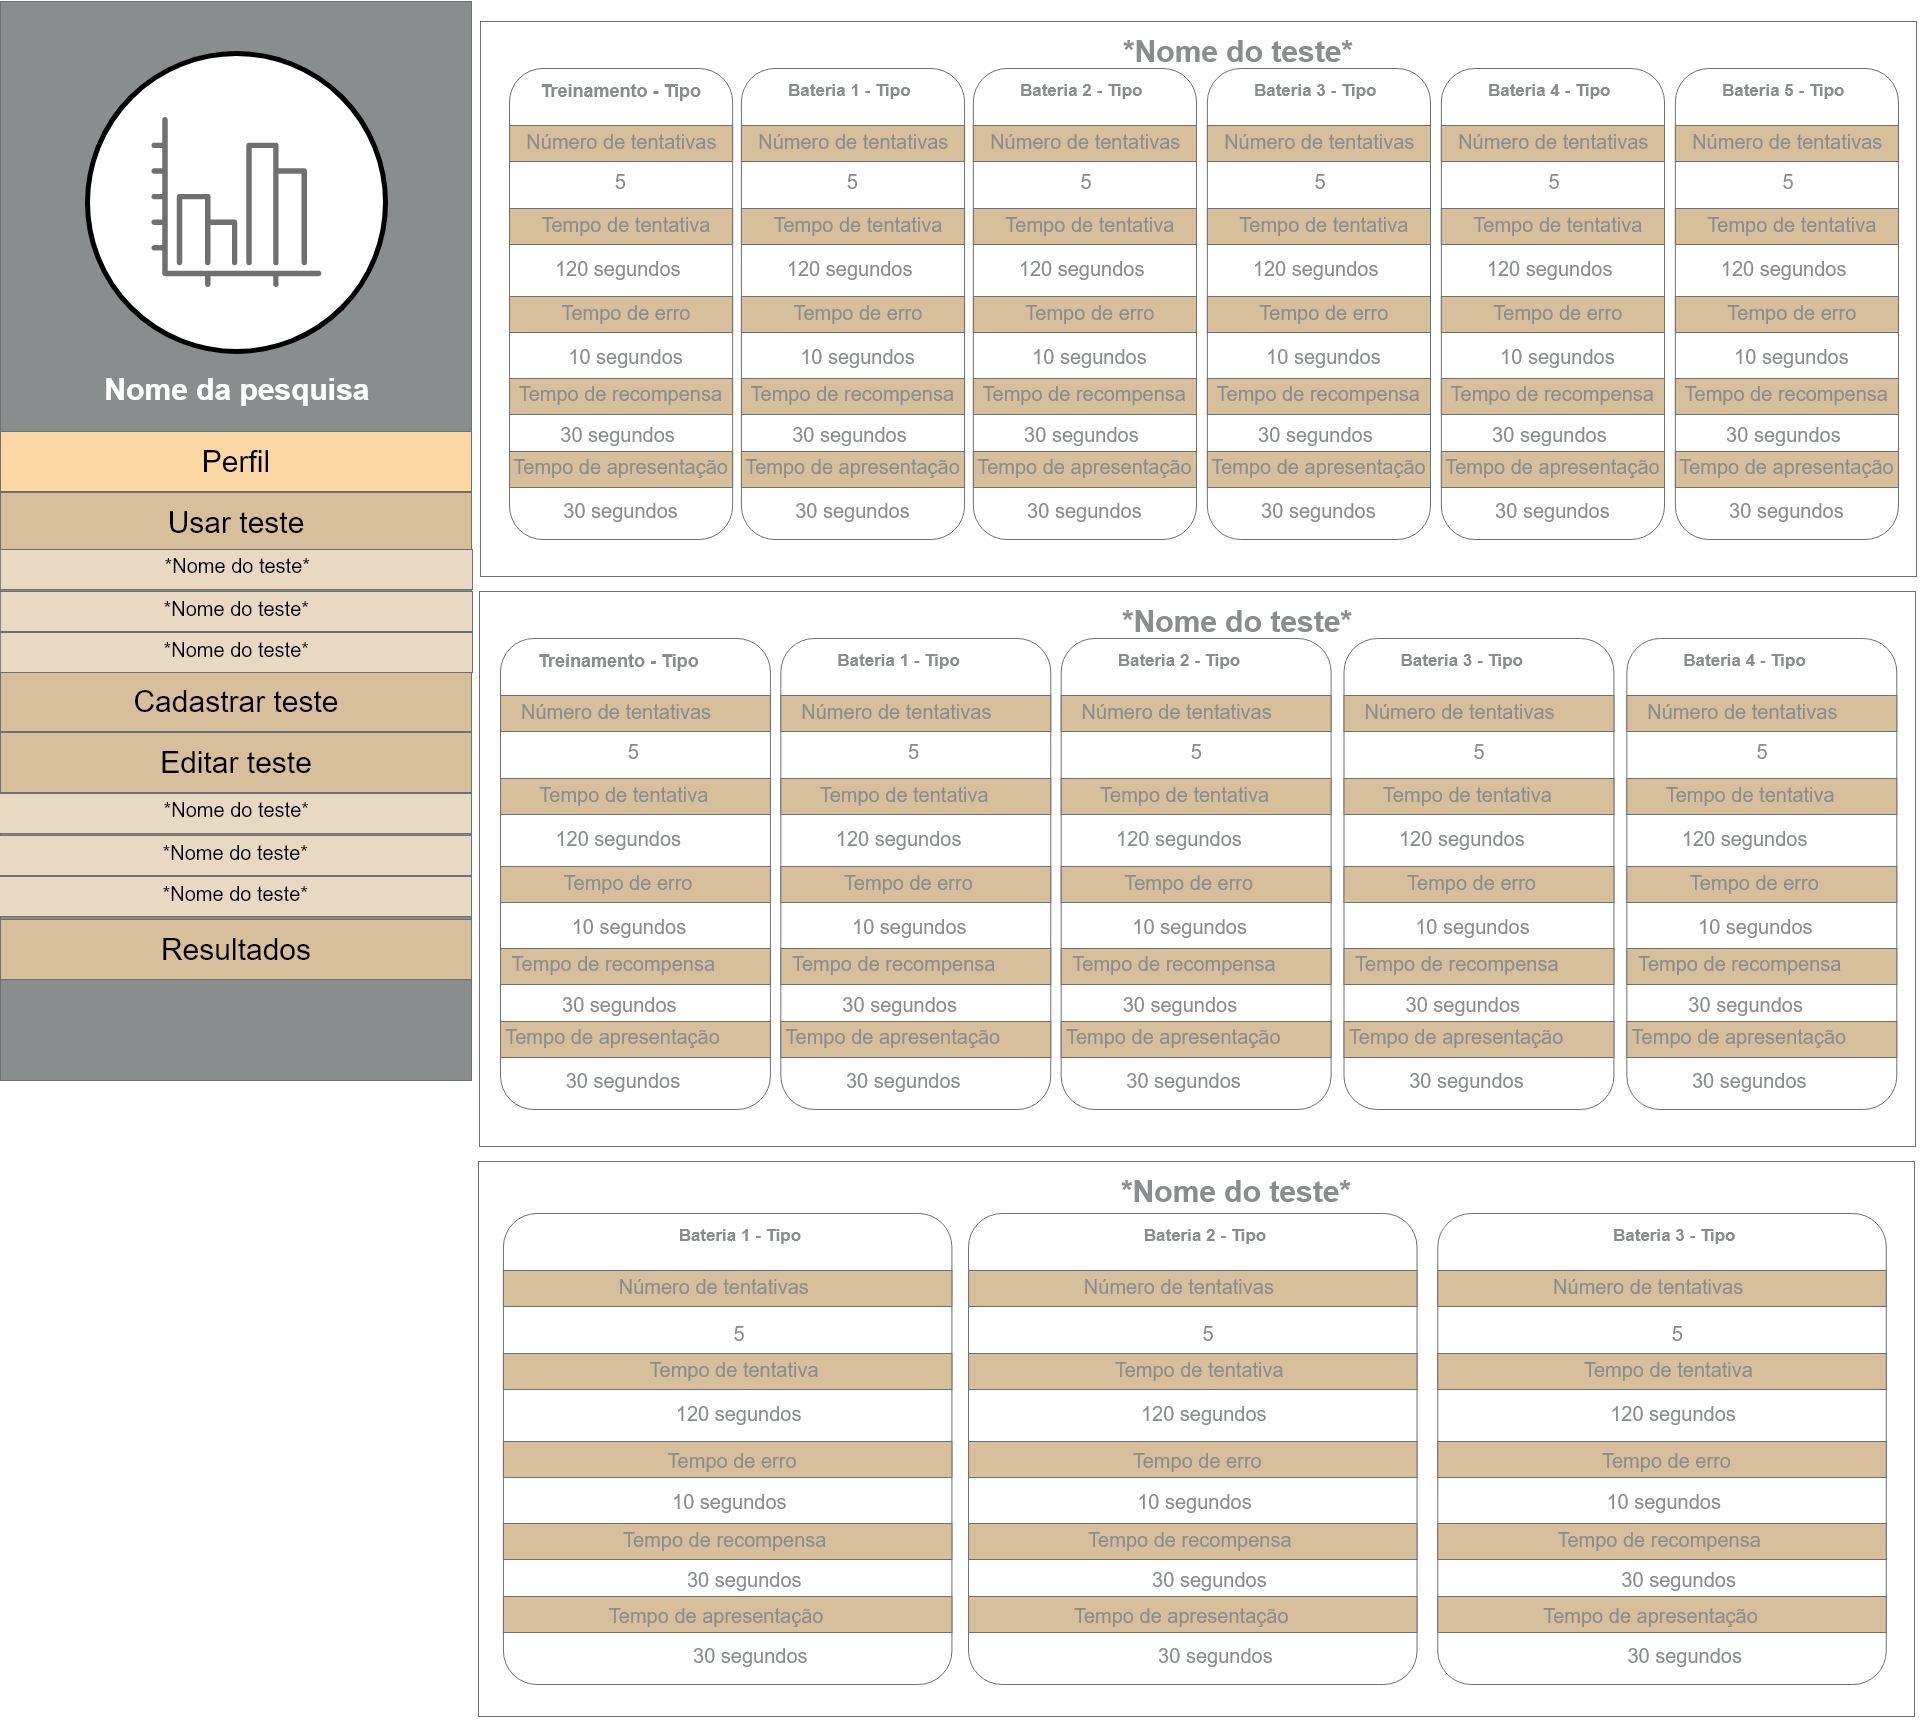 Nome da pesquisa
Perfil
Usar teste
*Nome do teste*
*Nome do teste*
*Nome do teste*
Cadastrar teste
Editar teste
*Nome do teste*
*Nome do teste*
*Nome do teste*
Resultados
*Nome do teste*
Treinamento - Tipo
Número de tentativas
5
Tempo de tentativa
120 segundos
Tempo de erro
10 segundos
Tempo de recompensa
30 segundos
Tempo de apresentação
30 segundos
Bateria 1 - Tipo
Número de tentativas
5
Tempo de tentativa
120 segundos
Tempo de erro
10 segundos
Tempo de recompensa
30 segundos
Tempo de apresentação
30 segundos
Bateria 2 - Tipo
Número de tentativas
5
Tempo de tentativa
120 segundos
Tempo de erro
10 segundos
Tempo de recompensa
30 segundos
Tempo de apresentação
30 segundos
Bateria 3 - Tipo
Número de tentativas
5
Tempo de tentativa
120 segundos
Tempo de erro
10 segundos
Tempo de recompensa
30 segundos
Tempo de apresentação
30 segundos
Bateria 4 - Tipo
Número de tentativas
5
Tempo de tentativa
120 segundos
Tempo de erro
10 segundos
Tempo de recompensa
30 segundos
Tempo de apresentação
30 segundos
Bateria 5 - Tipo
Número de tentativas
5
Tempo de tentativa
120 segundos
Tempo de erro
10 segundos
Tempo de recompensa
30 segundos
Tempo de apresentação
30 segundos
*Nome do teste*
Treinamento - Tipo
Número de tentativas
5
Tempo de tentativa
120 segundos
Tempo de erro
10 segundos
Tempo de recompensa
30 segundos
Tempo de apresentação
30 segundos
Bateria 1 - Tipo
Número de tentativas
5
Tempo de tentativa
120 segundos
Tempo de erro
10 segundos
Tempo de recompensa
30 segundos
Tempo de apresentação
30 segundos
Bateria 2 - Tipo
Número de tentativas
5
Tempo de tentativa
120 segundos
Tempo de erro
10 segundos
Tempo de recompensa
30 segundos
Tempo de apresentação
30 segundos
Bateria 3 - Tipo
Número de tentativas
5
Tempo de tentativa
120 segundos
Tempo de erro
10 segundos
Tempo de recompensa
30 segundos
Tempo de apresentação
30 segundos
Bateria 4 - Tipo
Número de tentativas
5
Tempo de tentativa
120 segundos
Tempo de erro
10 segundos
Tempo de recompensa
30 segundos
Tempo de apresentação
30 segundos
*Nome do teste*
Bateria 1 - Tipo
Número de tentativas
5
Tempo de tentativa
120 segundos
Tempo de erro
10 segundos
Tempo de recompensa
30 segundos
Tempo de apresentação
30 segundos
Bateria 2 - Tipo
Número de tentativas
5
Tempo de tentativa
120 segundos
Tempo de erro
10 segundos
Tempo de recompensa
30 segundos
Tempo de apresentação
30 segundos
Bateria 3 - Tipo
Número de tentativas
5
Tempo de tentativa
120 segundos
Tempo de erro
10 segundos
Tempo de recompensa
30 segundos
Tempo de apresentação
30 segundos